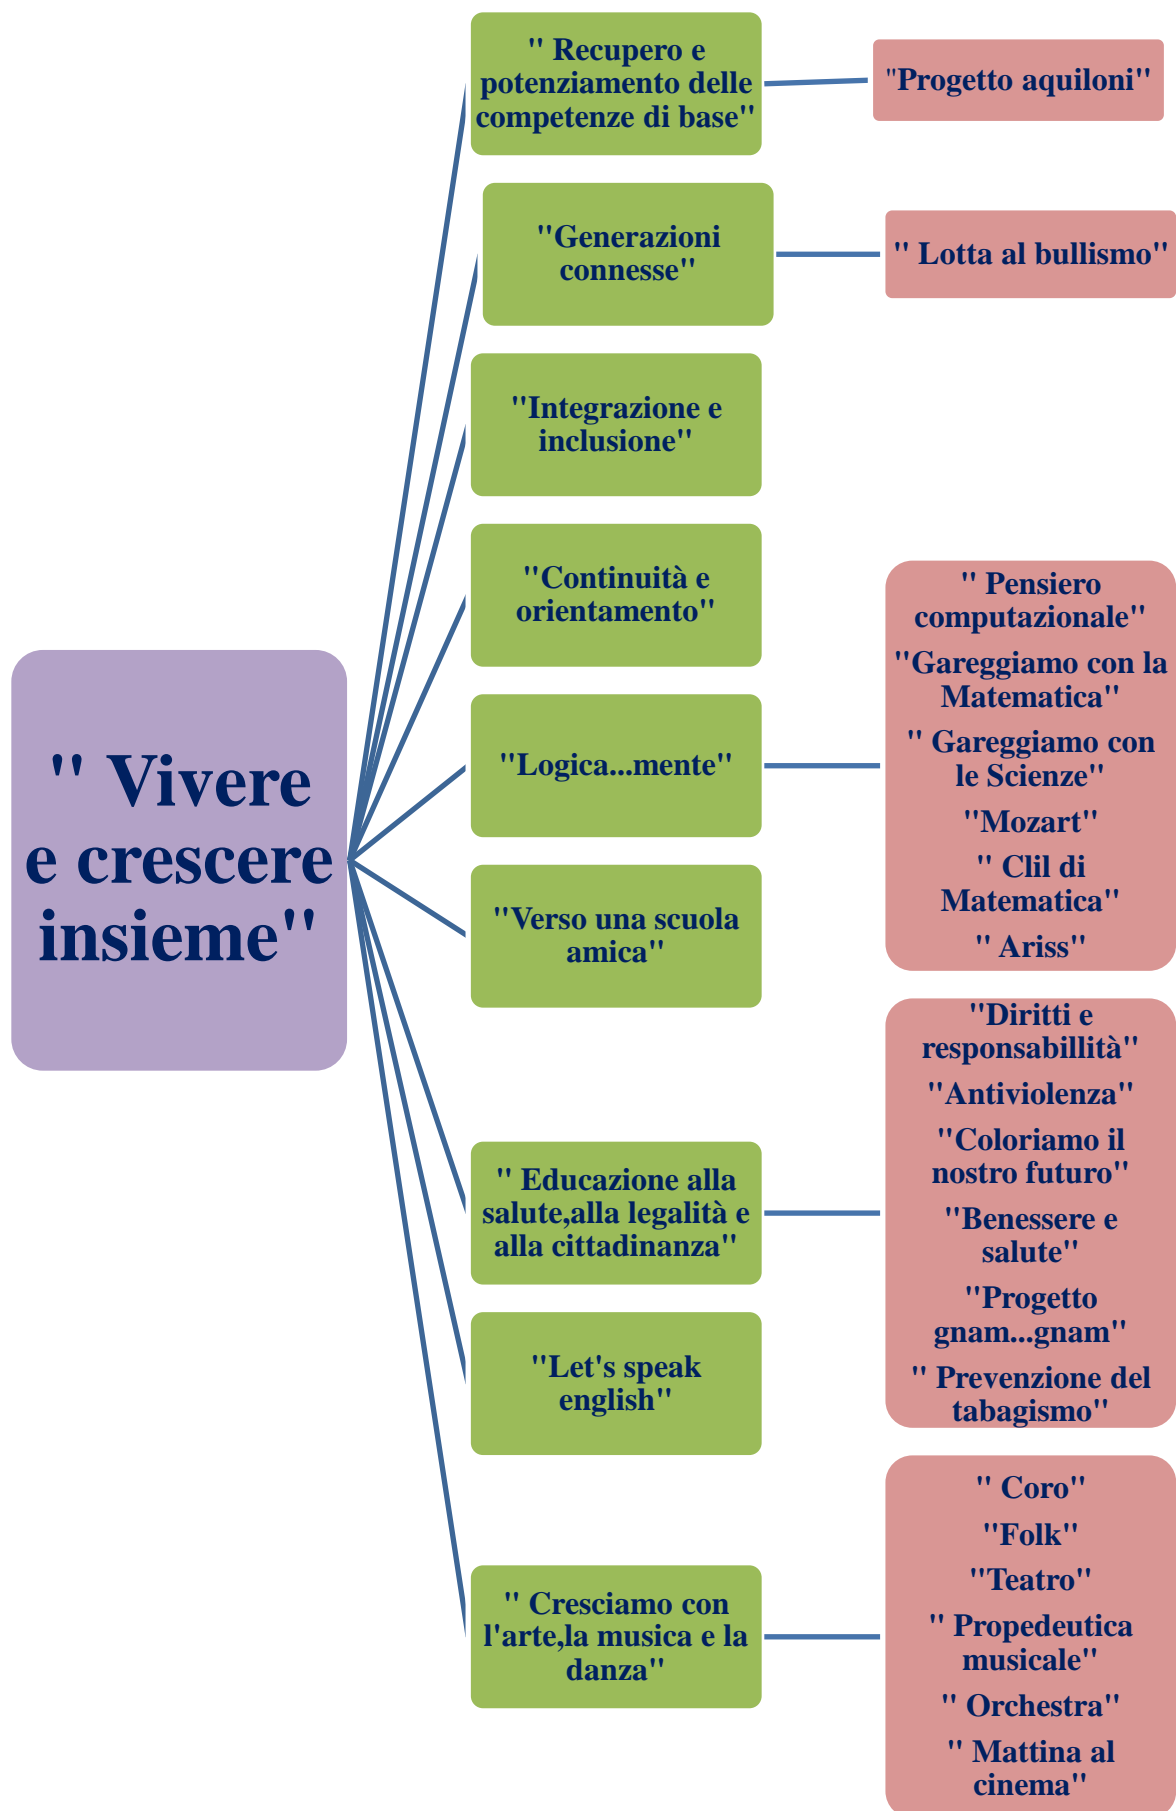 " Vivere
e crescere
insieme"
" Recupero e
potenziamento delle
competenze di base"
"Progetto aquiloni"
"Generazioni
connesse"
" Lotta al bullismo"
"Integrazione e
inclusione"
"Continuità e
orientamento"
"Logica...mente"
" Pensiero
computazionale"
"Gareggiamo con la
Matematica"
" Gareggiamo con
le Scienze"
"Mozart"
" Clil di
Matematica"
" Ariss"
"Verso una scuola
amica"
" Educazione alla
salute,alla legalità e
alla cittadinanza"
"Diritti e
responsabillità"
"Antiviolenza"
"Coloriamo il
nostro futuro"
"Benessere e
salute"
"Progetto
gnam...gnam"
" Prevenzione del
tabagismo"
"Let's speak
english"
" Cresciamo con
l'arte,la musica e la
danza"
" Coro"
"Folk"
"Teatro"
" Propedeutica
musicale"
" Orchestra"
" Mattina al
cinema"